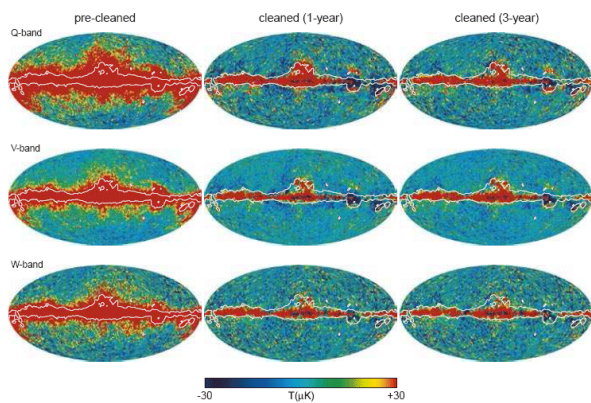 pre-cleaned cleaned (1-year) cleaned (3-year)
Q-band
V-band
W-band
-30 T(μK) +30